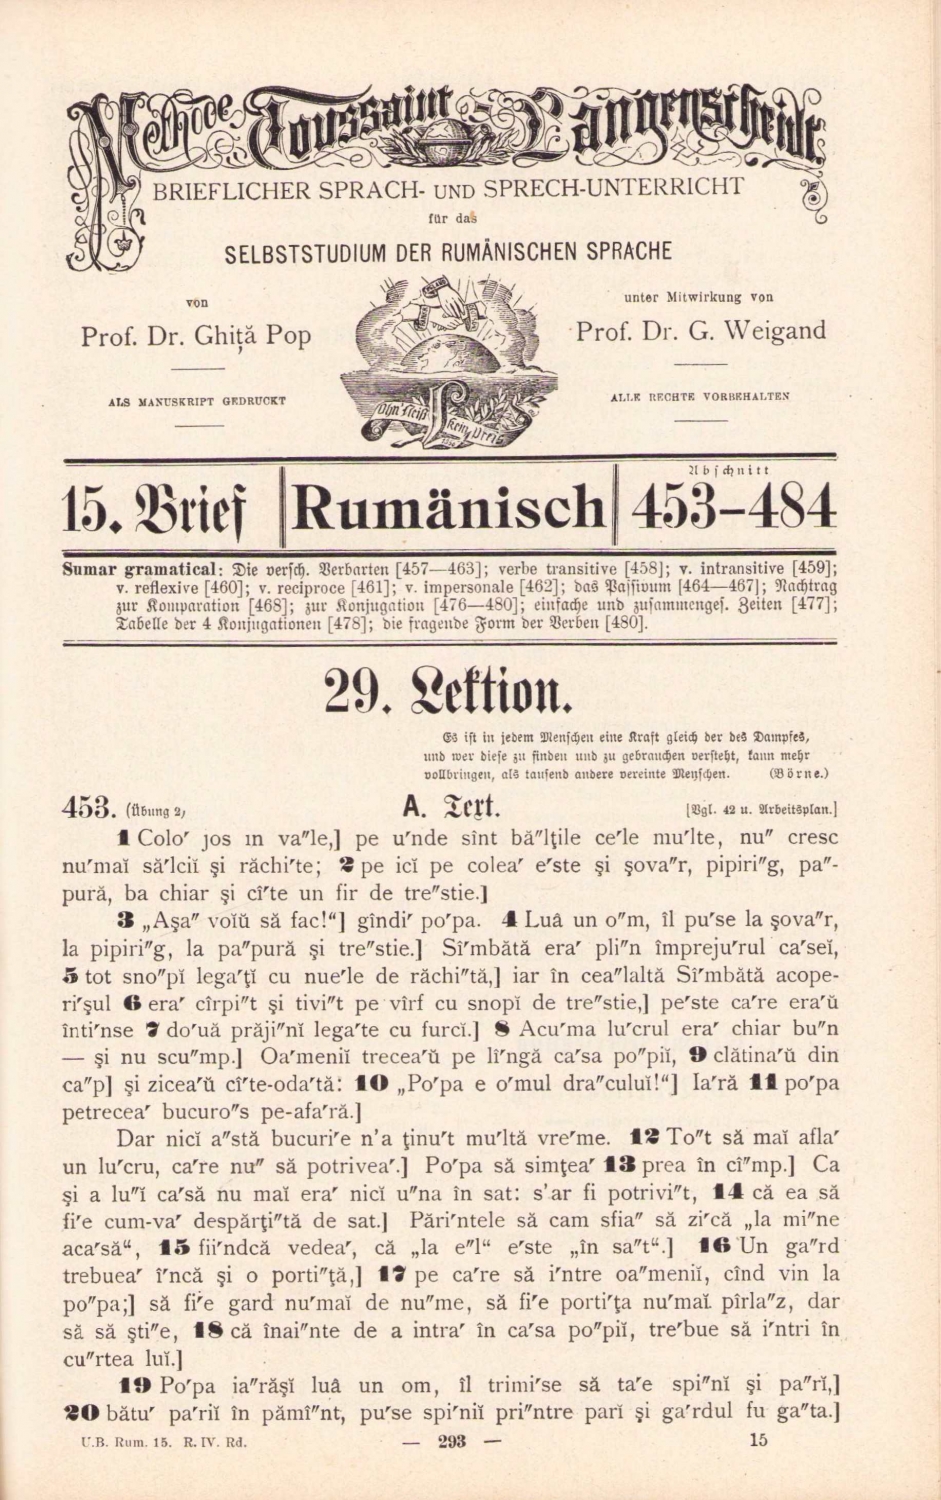 Methode Toussaint Langenscheidt
BRIEFLICHER SPRACH- UND SPRECH-UNTERRICHT
für das
SELBSTSTUDIUM DER RUMÄNISCHEN SPRACHE
von
Prof. Dr. Ghiță Pop
ALS MANUSKRIPT GEDRUCKT
unter Mitwirkung von
Prof. Dr. G. Weigand
ALLE RECHTE VORBEHALTEN
Ohn' Fleiß
kein Preis
15. Brief
Rumänisch
Abschnitt
453–484
Sumar gramatical: Die versch. Verbarten [457—463]; verbe transitive [458]; v. intransitive [459];
v. reflexive [460]; v. reciproce [461]; v. impersonale [462]; das Passivum [464—467]; Nachtrag
zur Komparation [468]; zur Konjugation [476—480]; einfache und zusammenges. Zeiten [477];
Tabelle der 4 Konjugationen [478]; die fragende Form der Verben [480].
29. Lektion.
Es ist in jedem Menschen eine Kraft gleich der des Dampfes,
und wer diese zu finden und zu gebrauchen versteht, kann mehr
vollbringen, als tausend andere vereinte Menschen. (Börne.)
453. (Übung 2) A. Text. [Vgl. 42 u. Arbeitsplan.]
1 Colo′ jos in va″le,] pe u′nde sînt bă″lţile ce′le mu′lte, nu″ cresc
nu′maĭ să′lciĭ şi răchi′te; 2 pe icĭ pe colea′ e′ste şi şova″r, pipiri″g, pa″-
pură, ba chiar şi cî′te un fir de tre″stie.]
3 „Aşa″ voĭŭ să fac!“] gîndi′ po′pa. 4 Luâ un o″m, îl pu′se la şova″r,
la pipiri″g, la pa″pură şi tre″stie.] Sî′mbătă era′ pli″n împreju′rul ca′seĭ,
5 tot sno″pĭ lega′ţĭ cu nue′le de răchi″tă,] iar în cea″laltă Sî′mbătă acope-
ri′şul 6 era′ cîrpi″t şi tivi″t pe vîrf cu snopĭ de tre″stie,] pe′ste ca′re era′ŭ
înti′nse 7 do′uă prăji″nĭ lega′te cu furcĭ.] 8 Acu′ma lu′crul era′ chiar bu″n
— şi nu scu″mp.] Oa′meniĭ trecea′ŭ pe lî′ngă ca′sa po″piĭ, 9 clătina′ŭ din
ca″p] şi zicea′ŭ cî′te-oda′tă: 10 „Po′pa e o′mul dra″culuĭ!“] Ia′ră 11 po′pa
petrecea′ bucuro″s pe-afa′ră.]
Dar nicĭ a″stă bucuri′e n'a ţinu′t mu′ltă vre′me. 12 To″t să maĭ afla′
un lu′cru, ca′re nu″ să potrivea′.] Po′pa să simţea′ 13 prea în cî″mp.] Ca
şi a lu″ĭ ca′să nu maĭ era′ nicĭ u″na în sat: s'ar fi potrivi″t, 14 că ea să
fi′e cum-va′ despărţi″tă de sat.] Pări′ntele să cam sfia″ să zi′că „la mi″ne
aca′să“, 15 fii′ndcă vedea′, că „la e″l“ e′ste „în sa″t“.] 16 Un ga″rd
trebuea′ î′ncă şi o porti″ţă,] 17 pe ca′re să i′ntre oa″meniĭ, cînd vin la
po″pa;] să fi′e gard nu′maĭ de nu″me, să fi′e porti′ţa nu′maĭ pîrla″z, dar
să să şti″e, 18 că înai″nte de a intra′ în ca′sa po″piĭ, tre′bue să i′ntri în
cu″rtea luĭ.]
19 Po′pa ia″răşĭ luâ un om, îl trimi′se să ta′e spi″nĭ şi pa″rĭ,]
20 bătu′ pa′riĭ în pămî″nt, pu′se spi′niĭ pri″ntre parĭ şi ga′rdul fu ga″ta.]
U.B. Rum. 15. R. IV. Rd. — 293 — 15